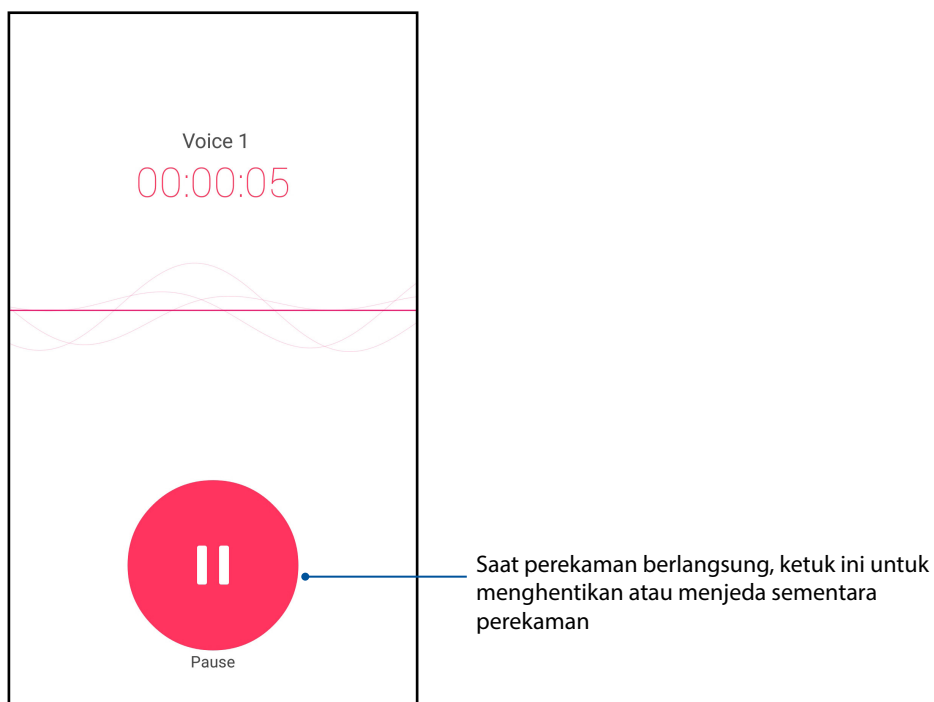 Voice 1
00:00:05
Saat perekaman berlangsung, ketuk ini untuk
menghentikan atau menjeda sementara
perekaman
Pause